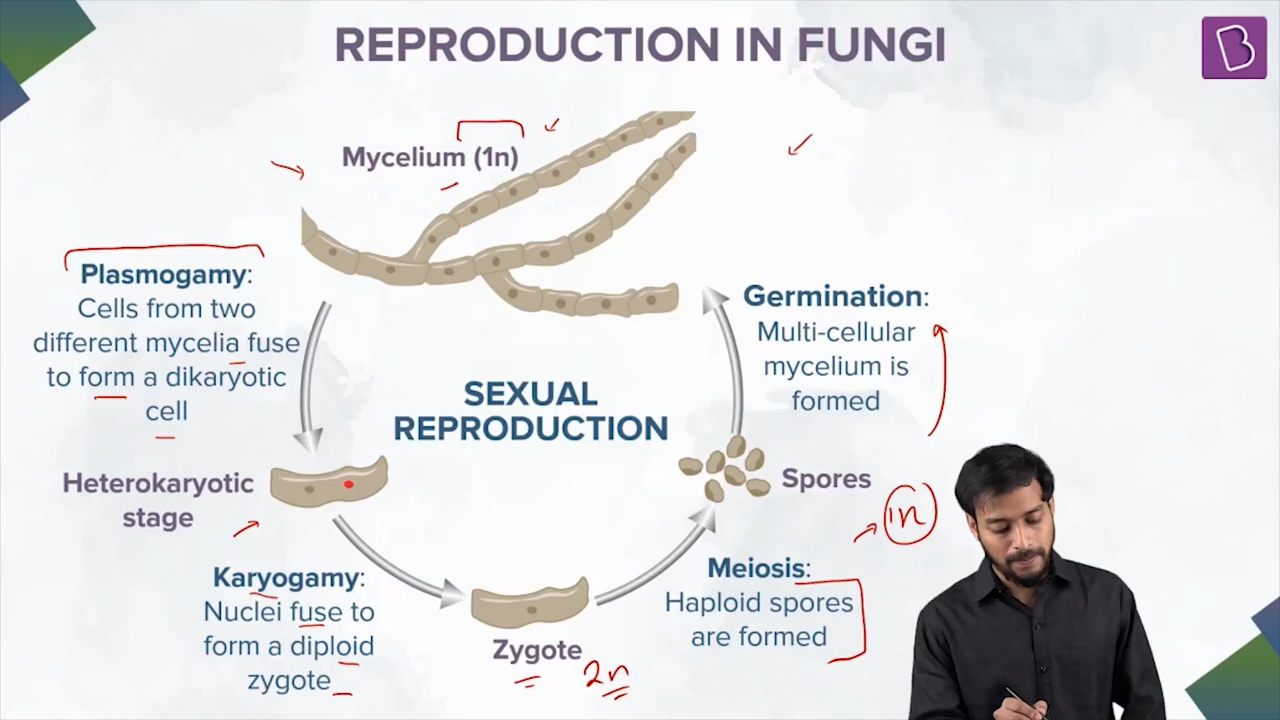 REPRODUCTION IN FUNGI
B
Mycelium (1n)
Plasmogamy:
Cells from two
different mycelia fuse
to form a dikaryotic
cell
Germination:
Multi-cellular
mycelium is
formed
SEXUAL
REPRODUCTION
Heterokaryotic
stage
Spores
1n
Karyogamy:
Nuclei fuse to
form a diploid
zygote
Zygote
2n
Meiosis:
Haploid spores
are formed